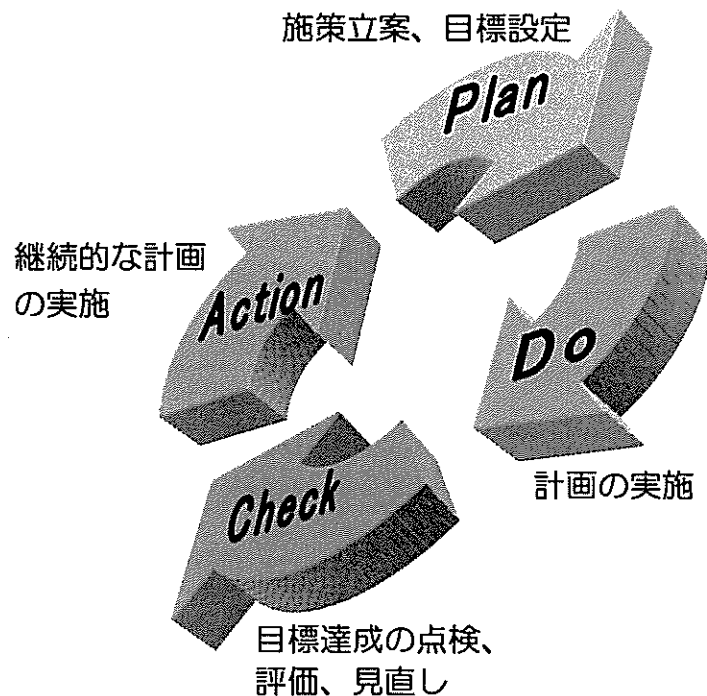 施策立案、目標設定
Plan
継続的な計画
の実施
Action
Do
計画の実施
Check
目標達成の点検、
評価、見直し